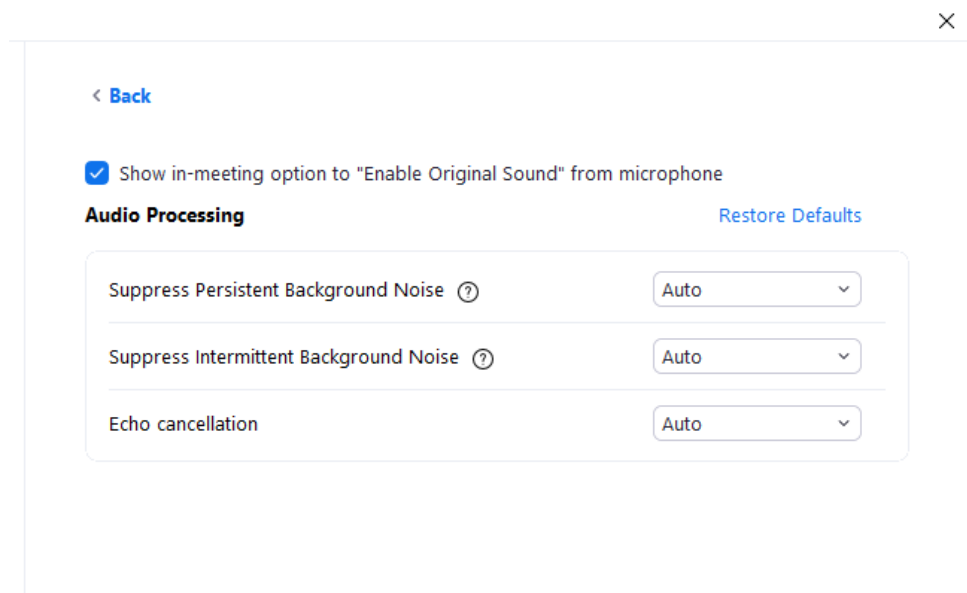 Back
Show in-meeting option to "Enable Original Sound" from microphone
Audio Processing
Restore Defaults
Suppress Persistent Background Noise ?
Auto
Suppress Intermittent Background Noise ?
Auto
Echo cancellation
Auto